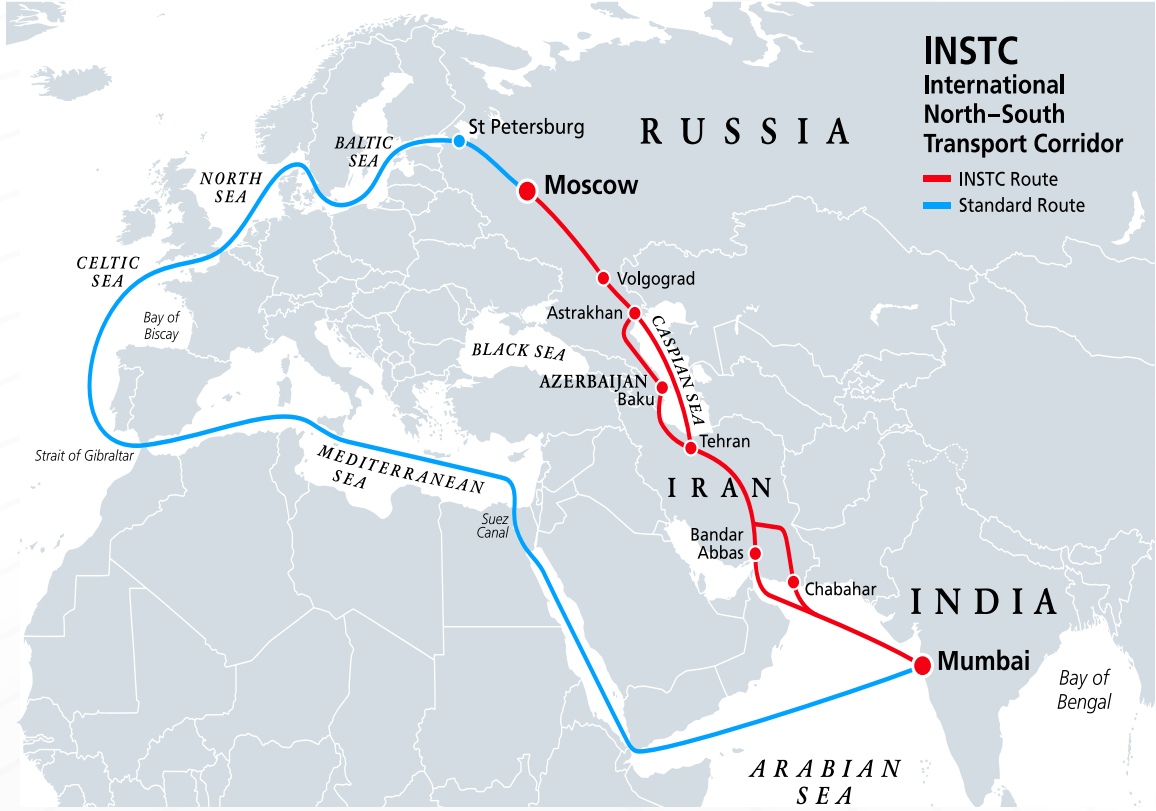 INSTC
International
North–South
Transport Corridor
INSTC Route
Standard Route
RUSSIA
St Petersburg
BALTIC
SEA
Moscow
NORTH
SEA
CELTIC
SEA
Volgograd
Bay of
Biscay
Astrakhan
CASPIAN SEA
BLACK SEA
AZERBAIJAN
Baku
Tehran
Strait of Gibraltar
MEDITERRANEAN
SEA
IRAN
Suez
Canal
Bandar
Abbas
Chabahar
INDIA
Mumbai
Bay of
Bengal
ARABIAN
SEA